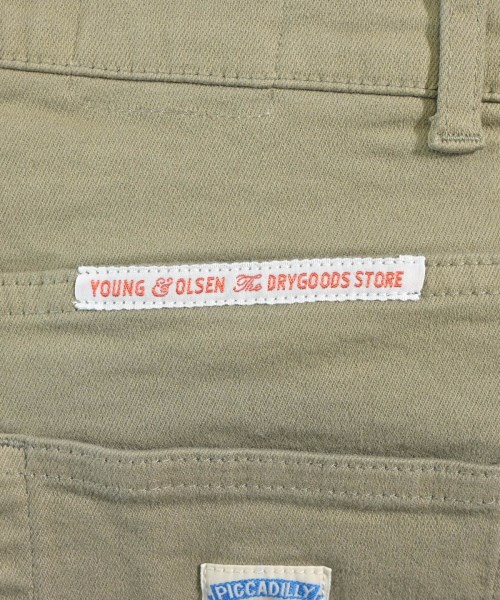 YOUNG & OLSEN The DRYGOODS STORE
PICCADILLY